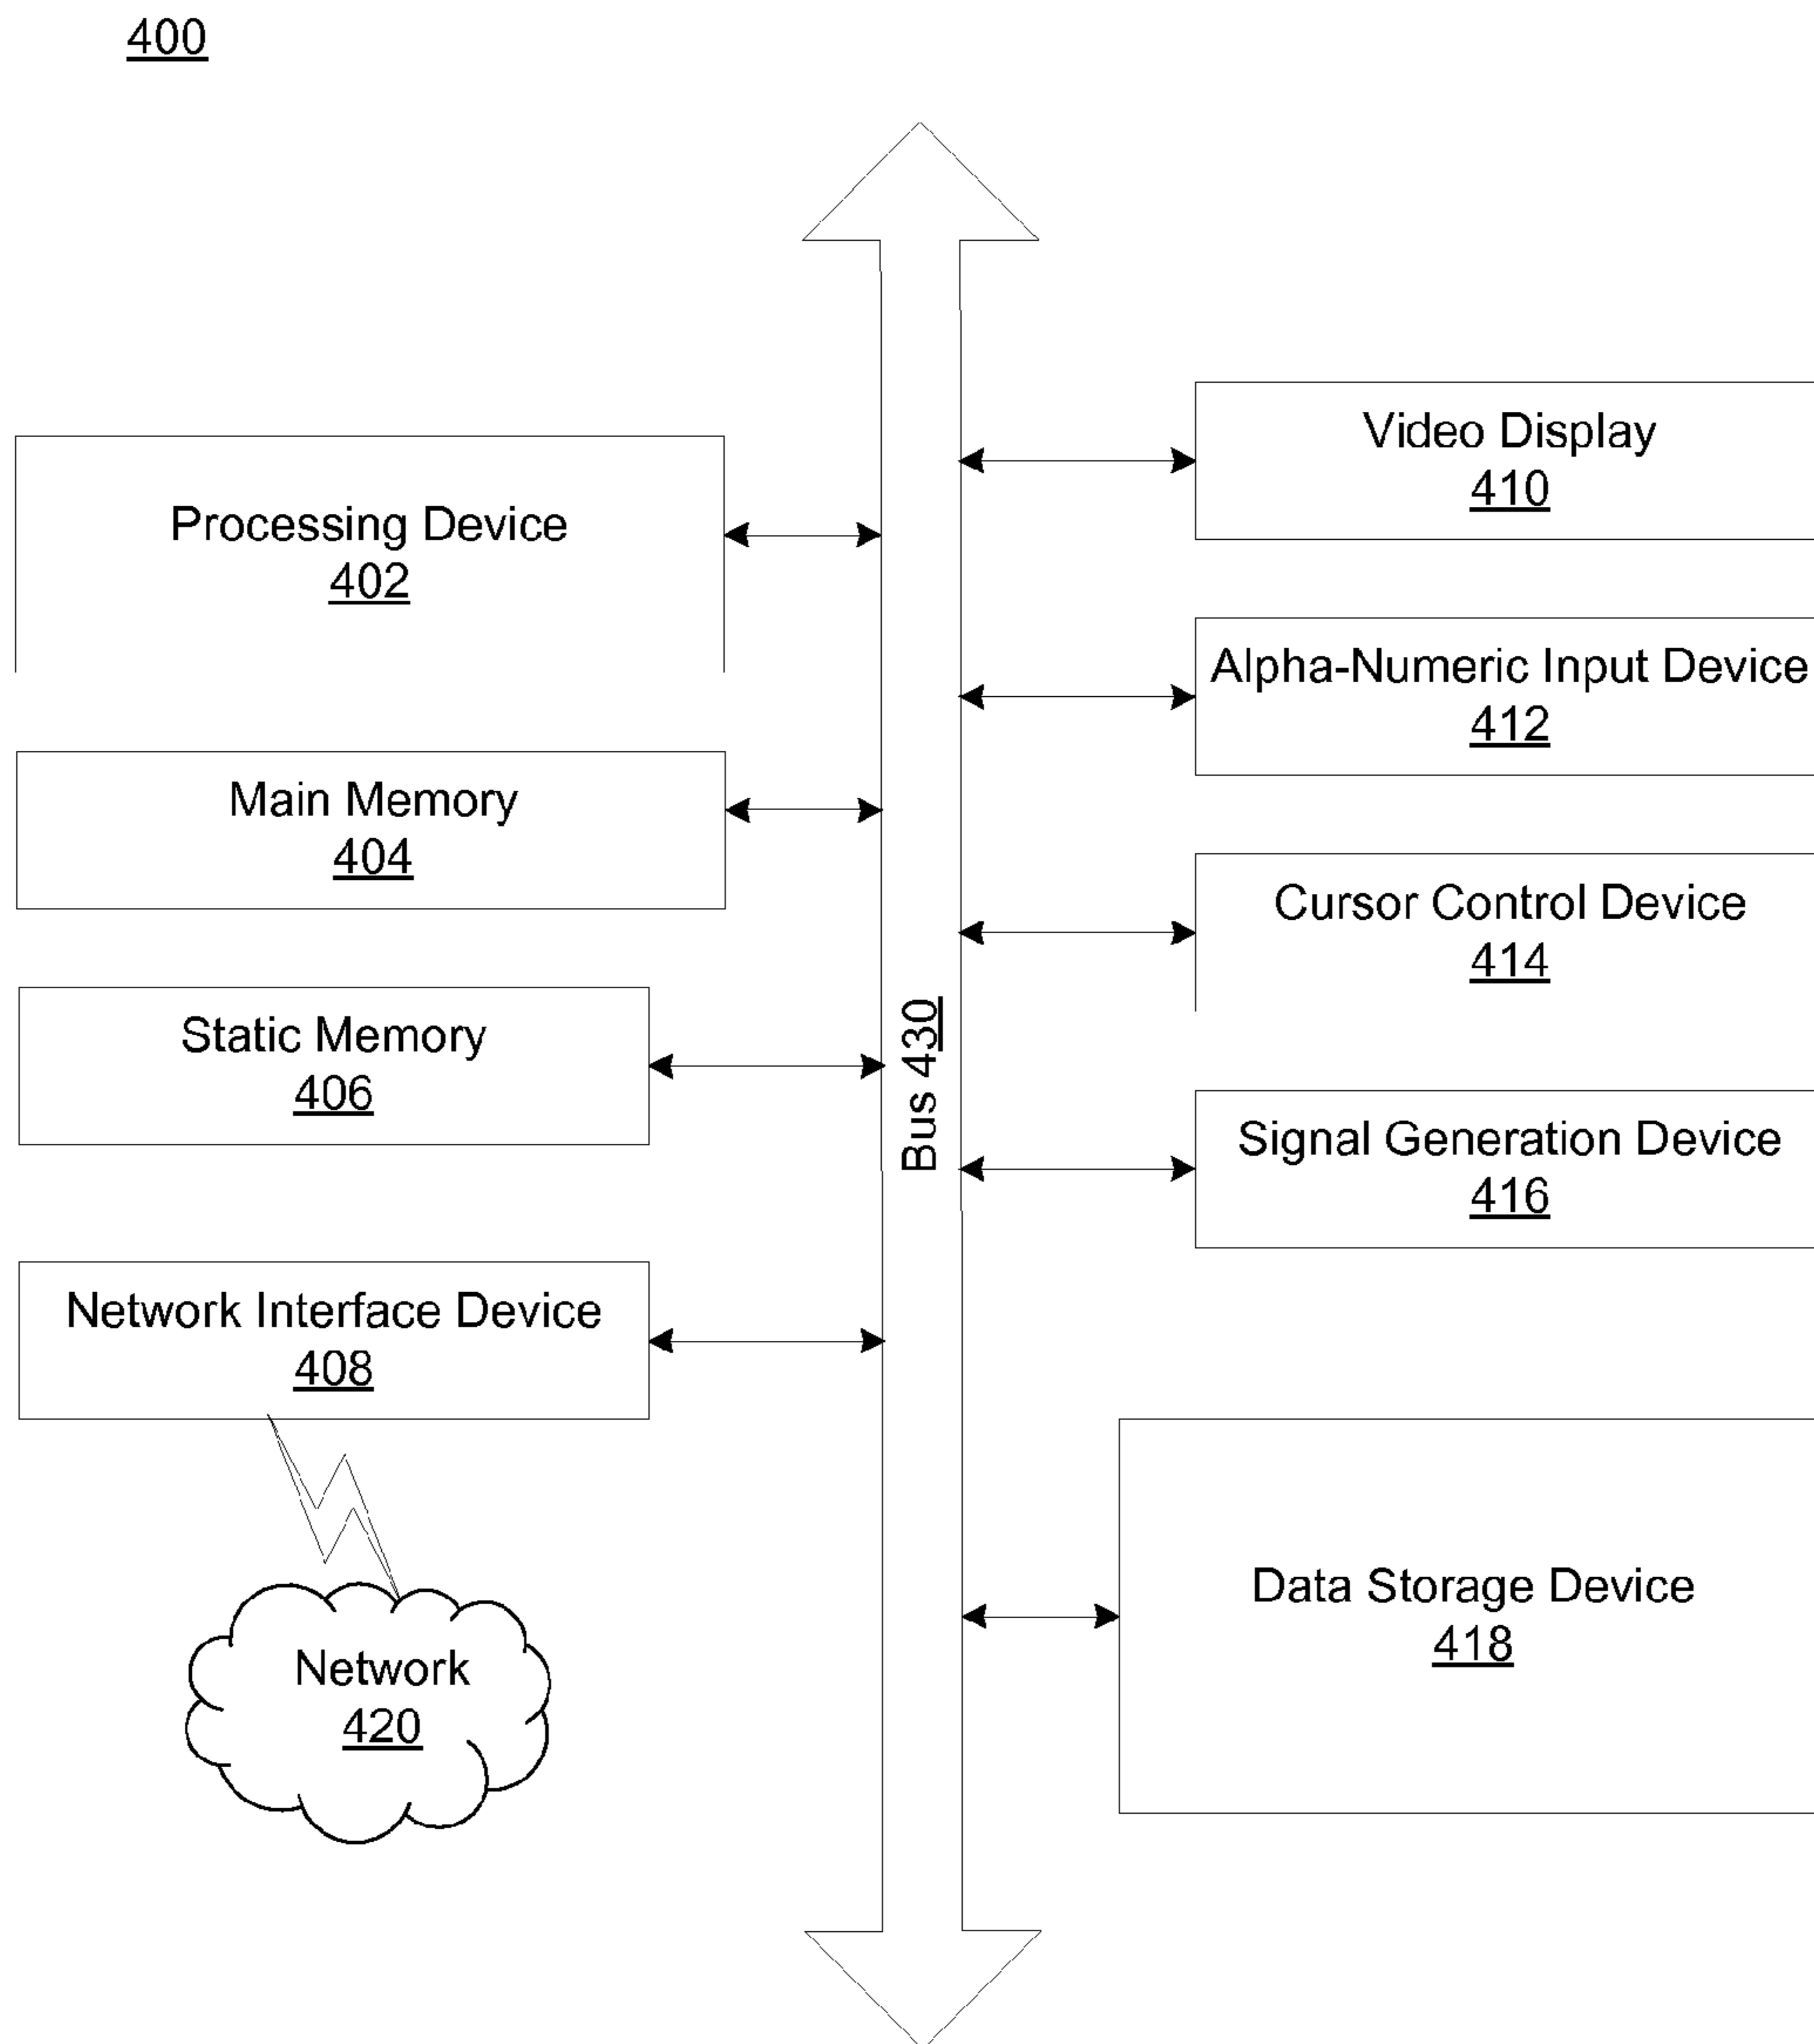 400
Processing Device
402
Main Memory
404
Static Memory
406
Network Interface Device
408
Network
420
Bus 430
Video Display
410
Alpha-Numeric Input Device
412
Cursor Control Device
414
Signal Generation Device
416
Data Storage Device
418